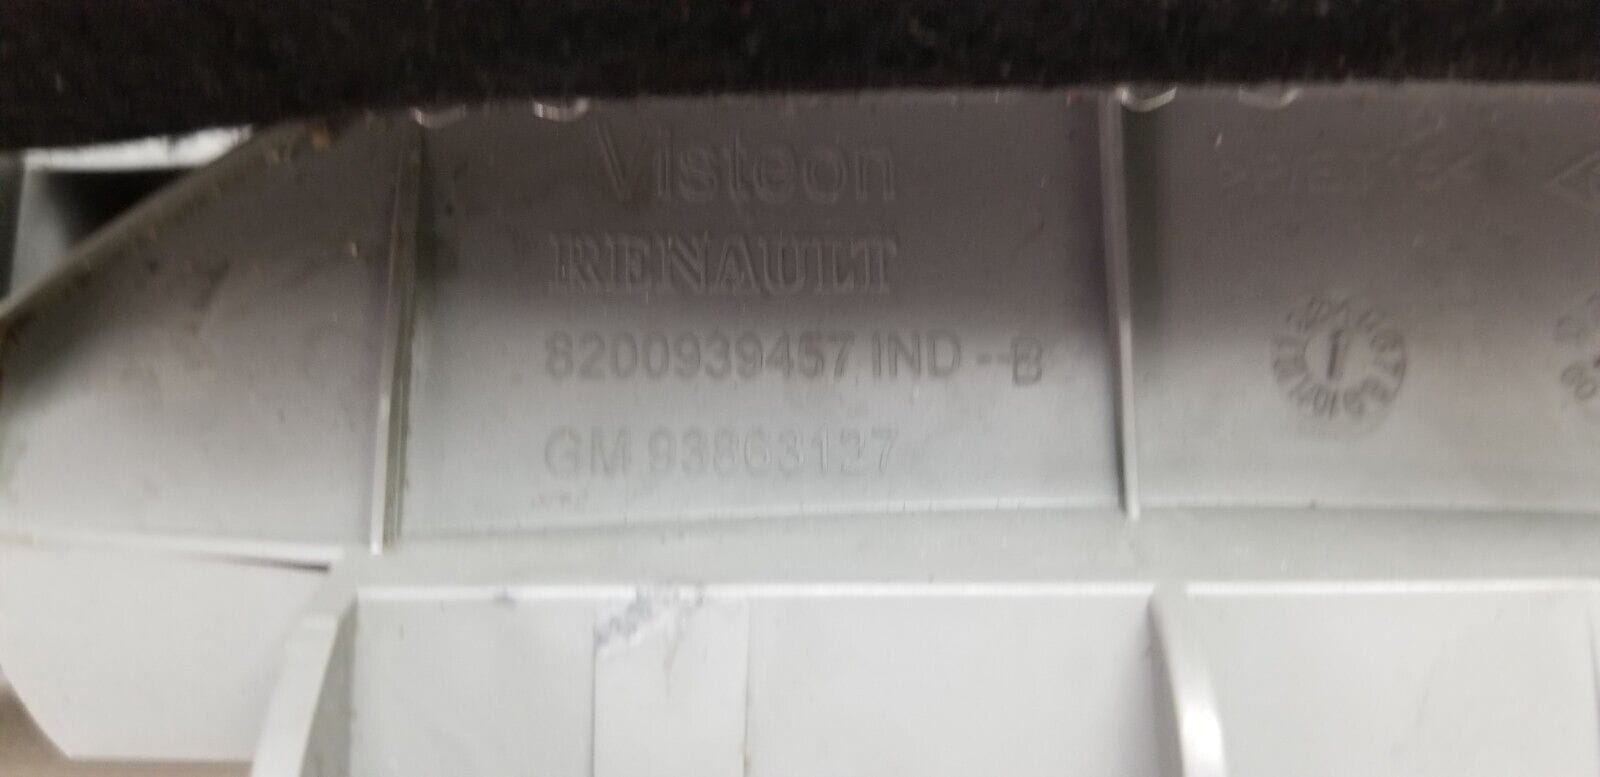 Visteon
RENAULT
8200939457 IND --B
GM 93863127